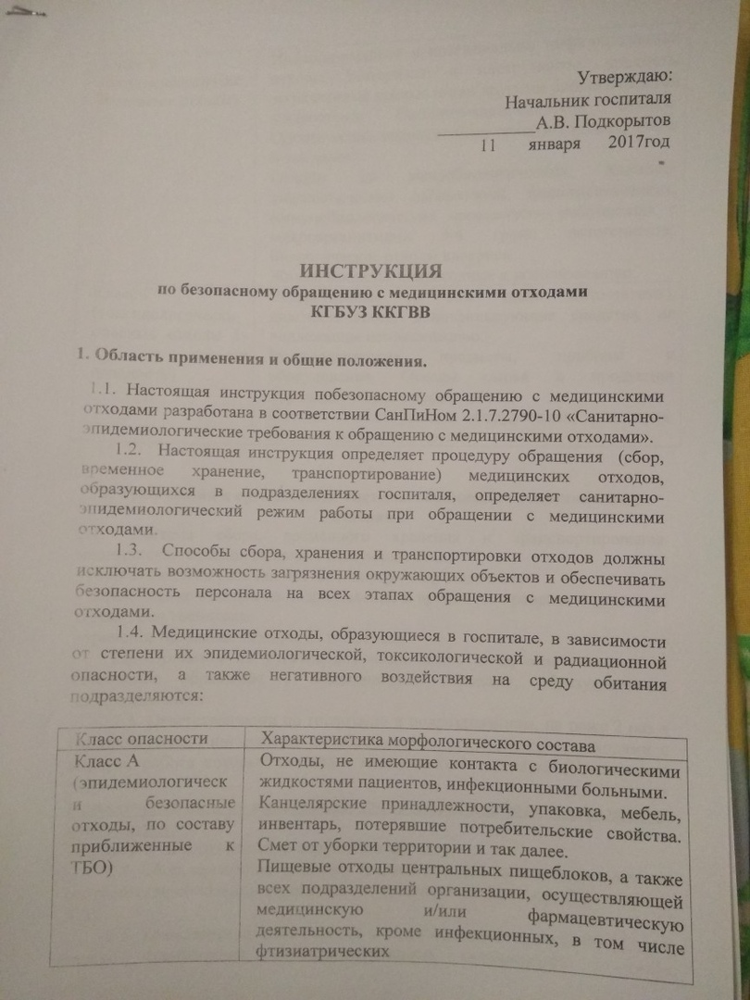 Утверждаю:
Начальник госпиталя
__________А.В. Подкорытов
11 января 2017год
ИНСТРУКЦИЯ
по безопасному обращению с медицинскими отходами
КГБУЗ ККГВВ
1. Область применения и общие положения.
1.1. Настоящая инструкция побезопасному обращению с медицинскими
отходами разработана в соответствии СанПиНом 2.1.7.2790-10 «Санитарно-
эпидемиологические требования к обращению с медицинскими отходами».
1.2. Настоящая инструкция определяет процедуру обращения (сбор,
временное хранение, транспортирование) медицинских отходов,
образующихся в подразделениях госпиталя, определяет санитарно-
эпидемиологический режим работы при обращении с медицинскими
отходами.
1.3. Способы сбора, хранения и транспортировки отходов должны
исключать возможность загрязнения окружающих объектов и обеспечивать
безопасность персонала на всех этапах обращения с медицинскими
отходами.
1.4. Медицинские отходы, образующиеся в госпитале, в зависимости
от степени их эпидемиологической, токсикологической и радиационной
опасности, а также негативного воздействия на среду обитания
подразделяются:
Класс опасности
Характеристика морфологического состава
Класс А
(эпидемиологическ
и безопасные
отходы, по составу
приближенные к
ТБО)
Отходы, не имеющие контакта с биологическими
жидкостями пациентов, инфекционными больными.
Канцелярские принадлежности, упаковка, мебель,
инвентарь, потерявшие потребительские свойства.
Смет от уборки территории и так далее.
Пищевые отходы центральных пищеблоков, а также
всех подразделений организации, осуществляющей
медицинскую и/или фармацевтическую
деятельность, кроме инфекционных, в том числе
фтизиатрических